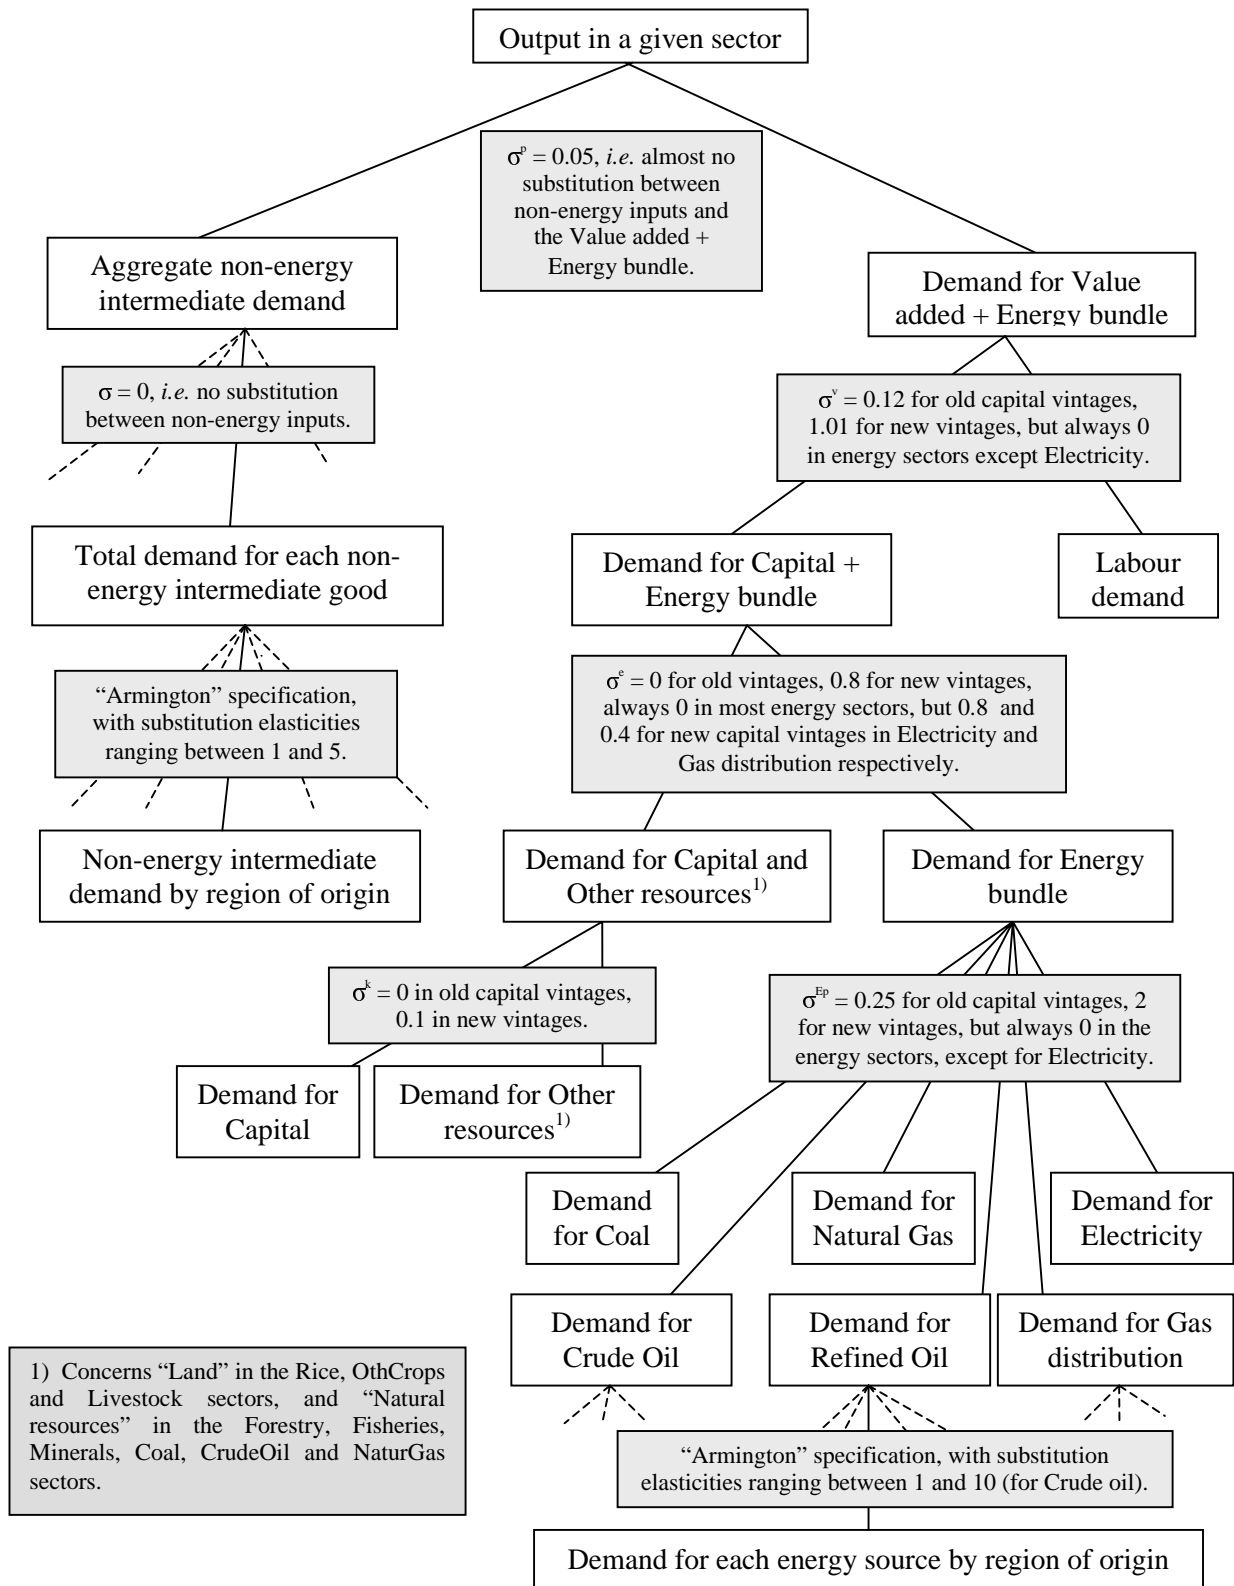 Output in a given sector
σᵖ = 0.05, i.e. almost no
substitution between
non-energy inputs and
the Value added +
Energy bundle.
Aggregate non-energy
intermediate demand
Demand for Value
added + Energy bundle
σ = 0, i.e. no substitution
between non-energy inputs.
σᵛ = 0.12 for old capital vintages,
1.01 for new vintages, but always 0
in energy sectors except Electricity.
Total demand for each non-
energy intermediate good
Demand for Capital +
Energy bundle
Labour
demand
“Armington” specification,
with substitution elasticities
ranging between 1 and 5.
σᵉ = 0 for old vintages, 0.8 for new vintages,
always 0 in most energy sectors, but 0.8 and
0.4 for new capital vintages in Electricity and
Gas distribution respectively.
Non-energy intermediate
demand by region of origin
Demand for Capital and
Other resources¹⁾
Demand for Energy
bundle
σᵏ = 0 in old capital vintages,
0.1 in new vintages.
σᴱᵖ = 0.25 for old capital vintages, 2
for new vintages, but always 0 in the
energy sectors, except for Electricity.
Demand for
Capital
Demand for Other
resources¹⁾
Demand
for Coal
Demand for
Natural Gas
Demand for
Electricity
Demand for
Crude Oil
Demand for
Refined Oil
Demand for Gas
distribution
1) Concerns “Land” in the Rice, OthCrops
and Livestock sectors, and “Natural
resources” in the Forestry, Fisheries,
Minerals, Coal, CrudeOil and NaturGas
sectors.
“Armington” specification, with substitution
elasticities ranging between 1 and 10 (for Crude oil).
Demand for each energy source by region of origin